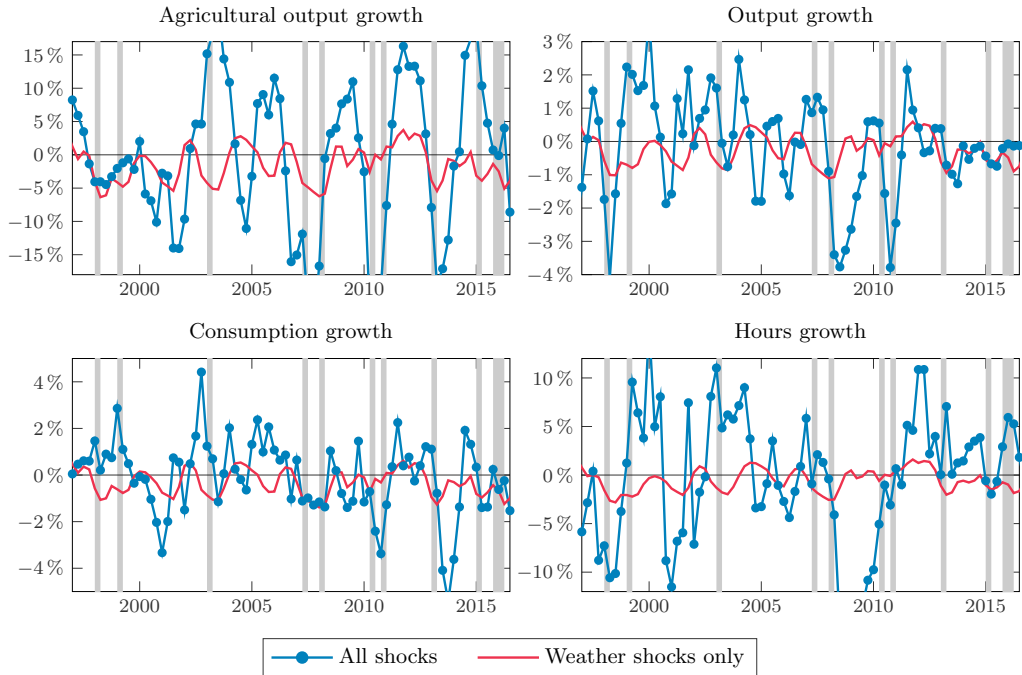 Agricultural output growth
15 %
10 %
5 %
0 %
−5 %
−10 %
−15 %
2000 2005 2010 2015
Output growth
3 %
2 %
1 %
0 %
−1 %
−2 %
−3 %
−4 %
2000 2005 2010 2015
Consumption growth
4 %
2 %
0 %
−2 %
−4 %
2000 2005 2010 2015
Hours growth
10 %
5 %
0 %
−5 %
−10 %
2000 2005 2010 2015
All shocks Weather shocks only